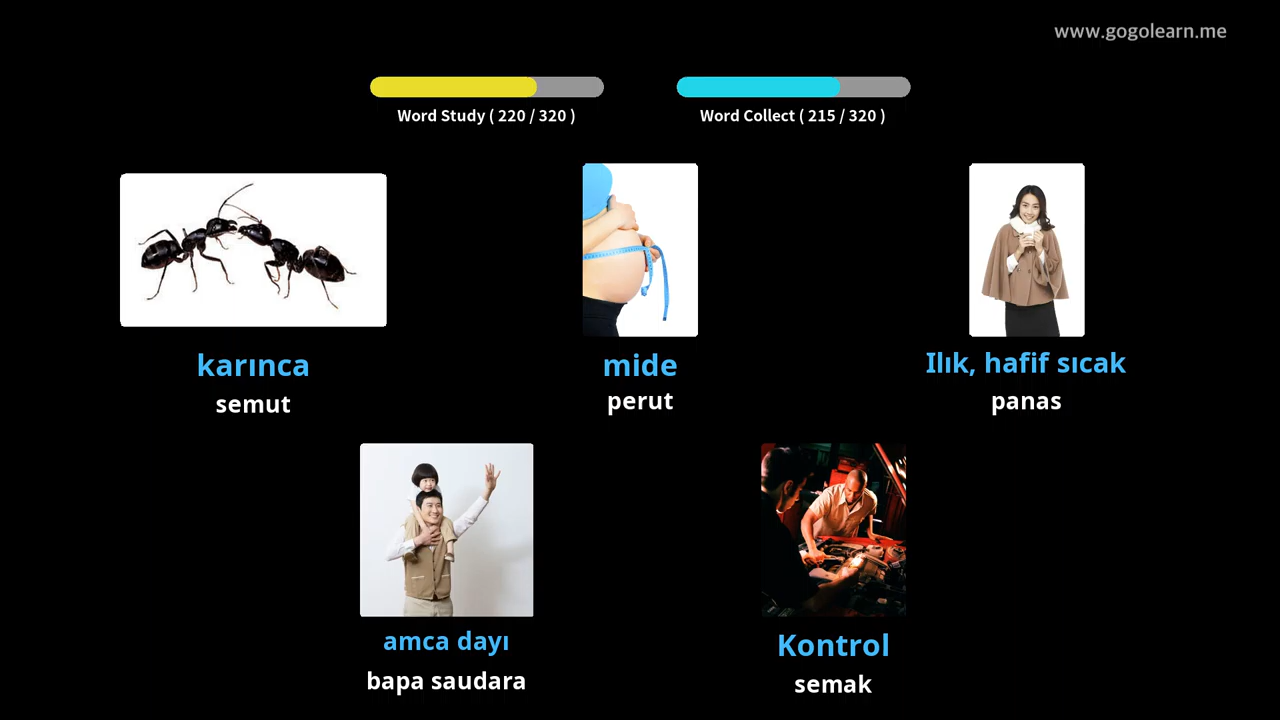 www.gogolearn.me
Word Study ( 220 / 320 )
Word Collect ( 215 / 320 )
karınca
semut
mide
perut
Ilık, hafif sıcak
panas
amca dayı
bapa saudara
Kontrol
semak